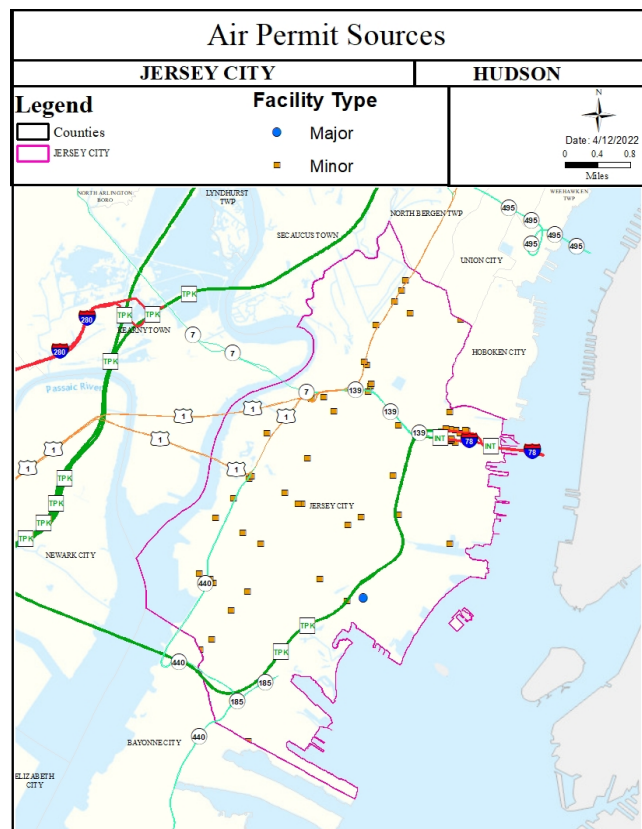 Air Permit Sources
JERSEY CITY
HUDSON
Legend
Counties
JERSEY CITY
Facility Type
Major
Minor
N
Date: 4/12/2022
0 0.4 0.8
Miles
NORTH ARLINGTON
BORO
LYNDHURST
TWP
WEEHAWKEN
TWP
NORTH BERGEN TWP
495
495
495
495
495
SECAUCUS TOWN
UNION CITY
TPK
280
TPK
TPK
KEARNY TOWN
7
7
280
TPK
HOBOKEN CITY
Passaic River
7
139
139
1
1
1
139
INT
78
INT
78
1
1
1
1
TPK
TPK
TPK
TPK
JERSEY CITY
NEWARK CITY
440
TPK
TPK
440
185
185
440
BAYONNE CITY
ELIZABETH
CITY